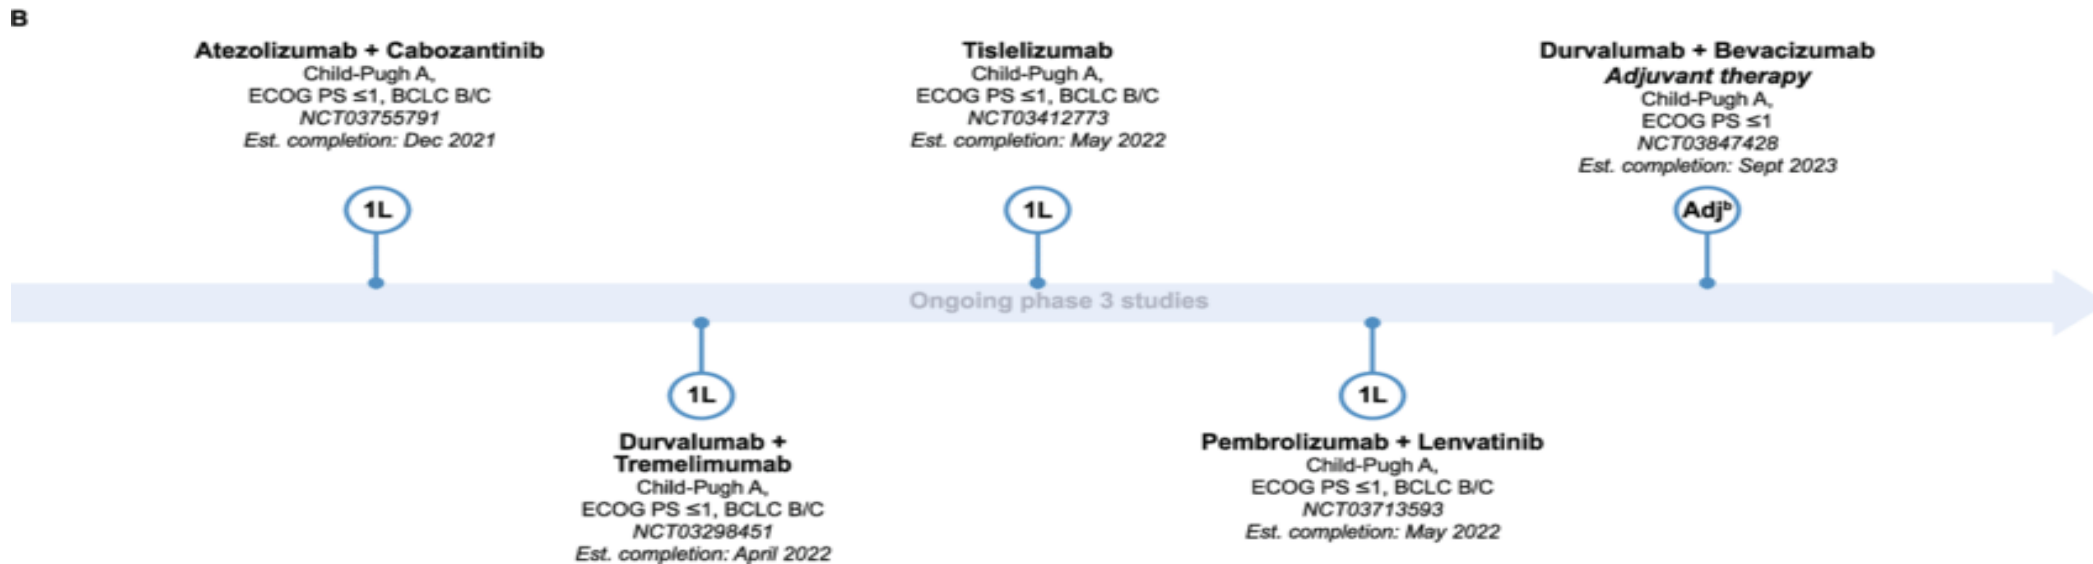 B
Atezolizumab + Cabozantinib
Child-Pugh A,
ECOG PS ≤1, BCLC B/C
NCT03755791
Est. completion: Dec 2021
1L
Tislelizumab
Child-Pugh A,
ECOG PS ≤1, BCLC B/C
NCT03412773
Est. completion: May 2022
1L
Durvalumab + Bevacizumab
Adjuvant therapy
Child-Pugh A,
ECOG PS ≤1
NCT03847428
Est. completion: Sept 2023
Adjᵇ
Ongoing phase 3 studies
1L
Durvalumab +
Tremelimumab
Child-Pugh A,
ECOG PS ≤1, BCLC B/C
NCT03298451
Est. completion: April 2022
1L
Pembrolizumab + Lenvatinib
Child-Pugh A,
ECOG PS ≤1, BCLC B/C
NCT03713593
Est. completion: May 2022